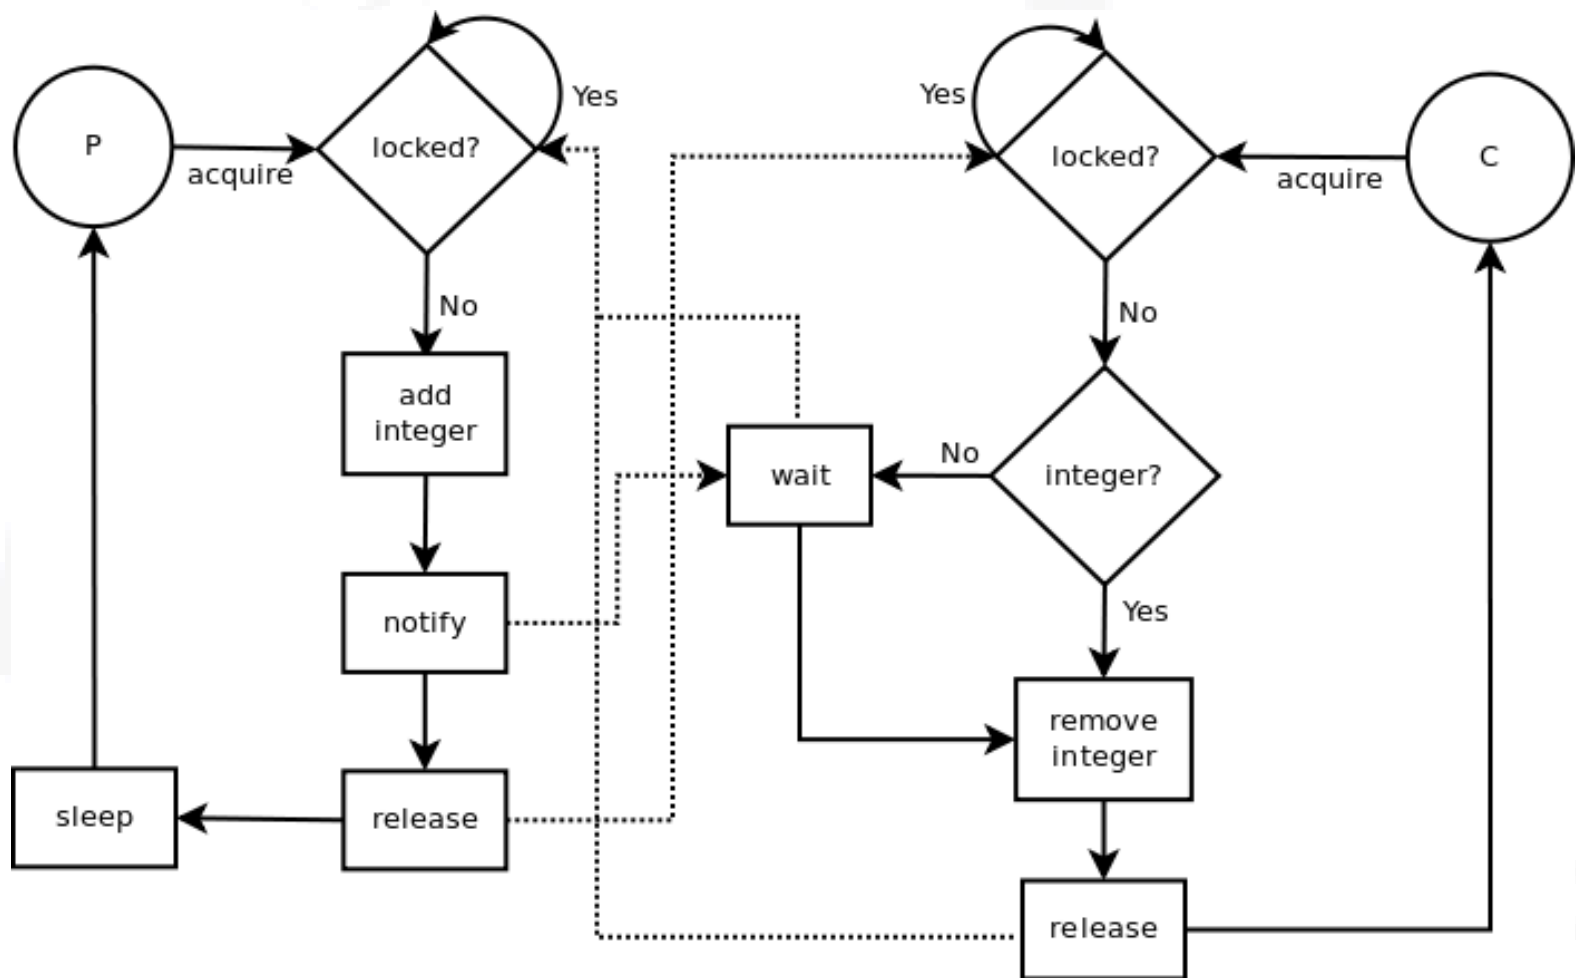 P
acquire
locked?
Yes
No
add
integer
notify
release
sleep
Yes
locked?
acquire
C
No
integer?
No
wait
Yes
remove
integer
release